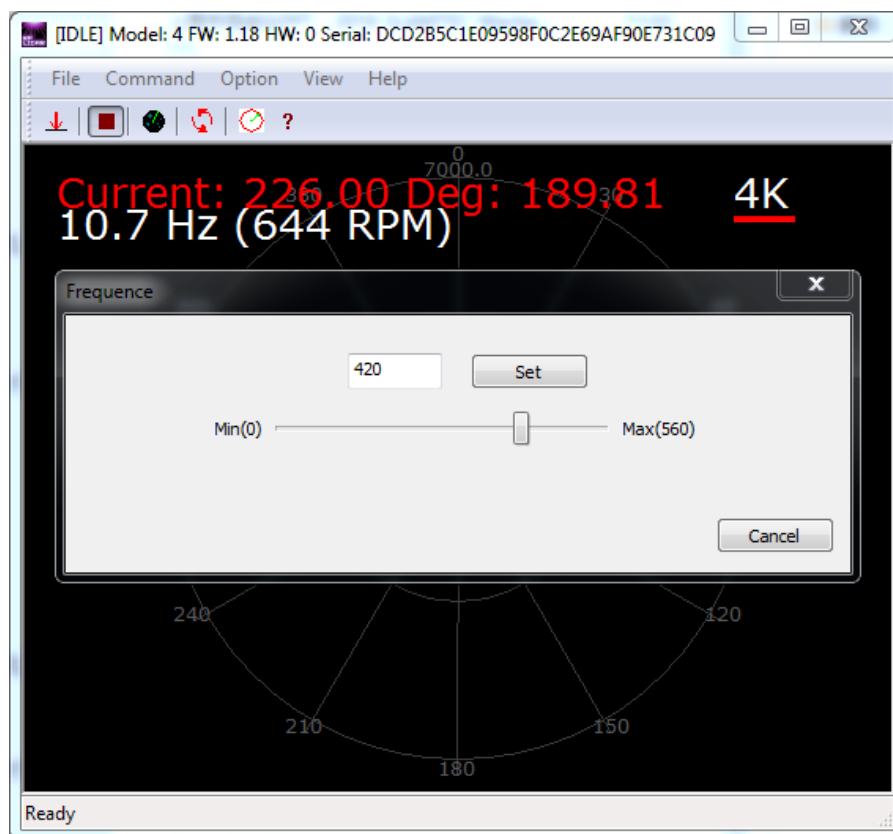 [IDLE] Model: 4 FW: 1.18 HW: 0 Serial: DCD2B5C1E09598F0C2E69AF90E731C09
File Command Option View Help
?
0
7000.0
330 30
Current: 226.00 Deg: 189.81 4K
10.7 Hz (644 RPM)
Frequence
420 Set
Min(0) Max(560)
Cancel
240 120
210 150
180
Ready